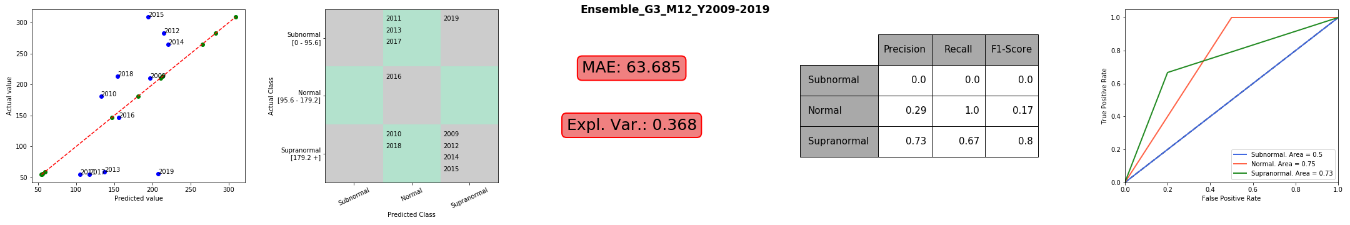 Ensemble_G3_M12_Y2009-2019
300
250
200
150
100
50
Actual value
2015
2012
2014
2018
2009
2010
2016
2013
2019
50
100
150
200
250
300
Predicted value
Actual Class
Subnormal
[0 - 95.6]
Normal
[95.6 - 179.2]
Supranormal
[179.2 +]
2011
2013
2017
2019
2016
2010
2018
2009
2012
2014
2015
Subnormal
Normal
Supranormal
Predicted Class
MAE: 63.685
Expl. Var.: 0.368
Precision Recall F1-Score
Subnormal 0.0 0.0 0.0
Normal 0.29 1.0 0.17
Supranormal 0.73 0.67 0.8
1.0
0.8
0.6
0.4
0.2
0.0
True Positive Rate
Subnormal. Area = 0.5
Normal. Area = 0.75
Supranormal. Area = 0.73
0.0
0.2
0.4
0.6
0.8
1.0
False Positive Rate